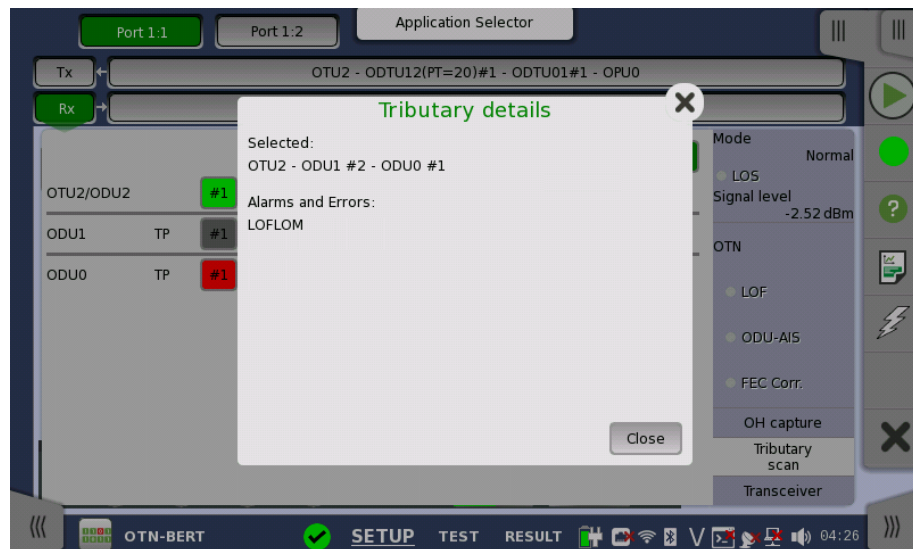 Application Selector
Port 1:1
Port 1:2
Tx
OTU2 - ODTU12(PT=20)#1 - ODTU01#1 - OPU0
Rx
Tributary details
Selected:
OTU2 - ODU1 #2 - ODU0 #1
Alarms and Errors:
LOFLOM
Close
OTU2/ODU2
#1
ODU1
TP
#1
ODU0
TP
#1
Mode
Normal
LOS
Signal level
-2.52 dBm
OTN
LOF
ODU-AIS
FEC Corr.
OH capture
Tributary
scan
Transceiver
OTN-BERT
SETUP
TEST
RESULT
04:26